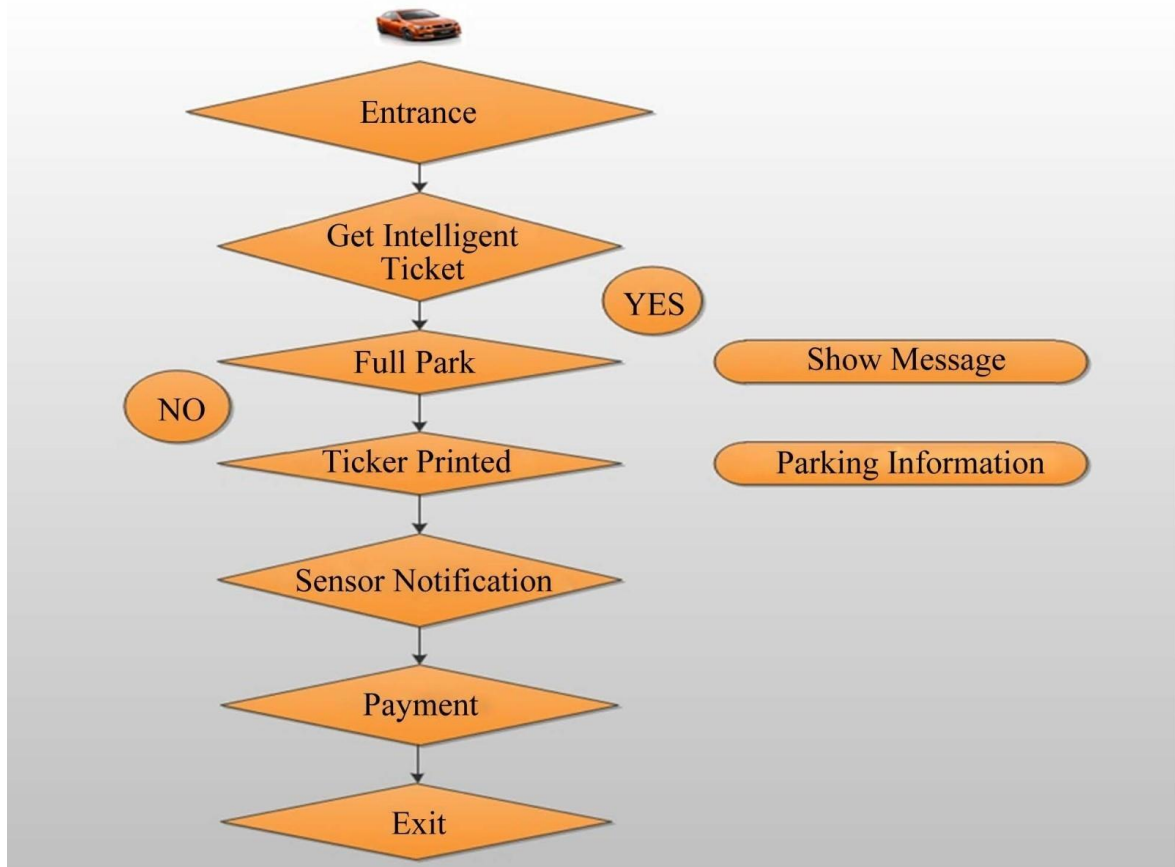 Entrance
Get Intelligent
Ticket
YES
Full Park
Show Message
NO
Ticker Printed
Parking Information
Sensor Notification
Payment
Exit